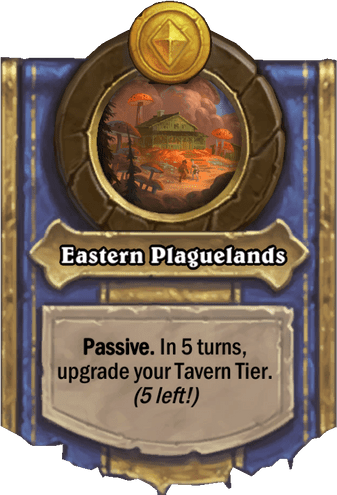 Eastern Plaguelands
Passive. In 5 turns,
upgrade your Tavern Tier.
(5 left!)